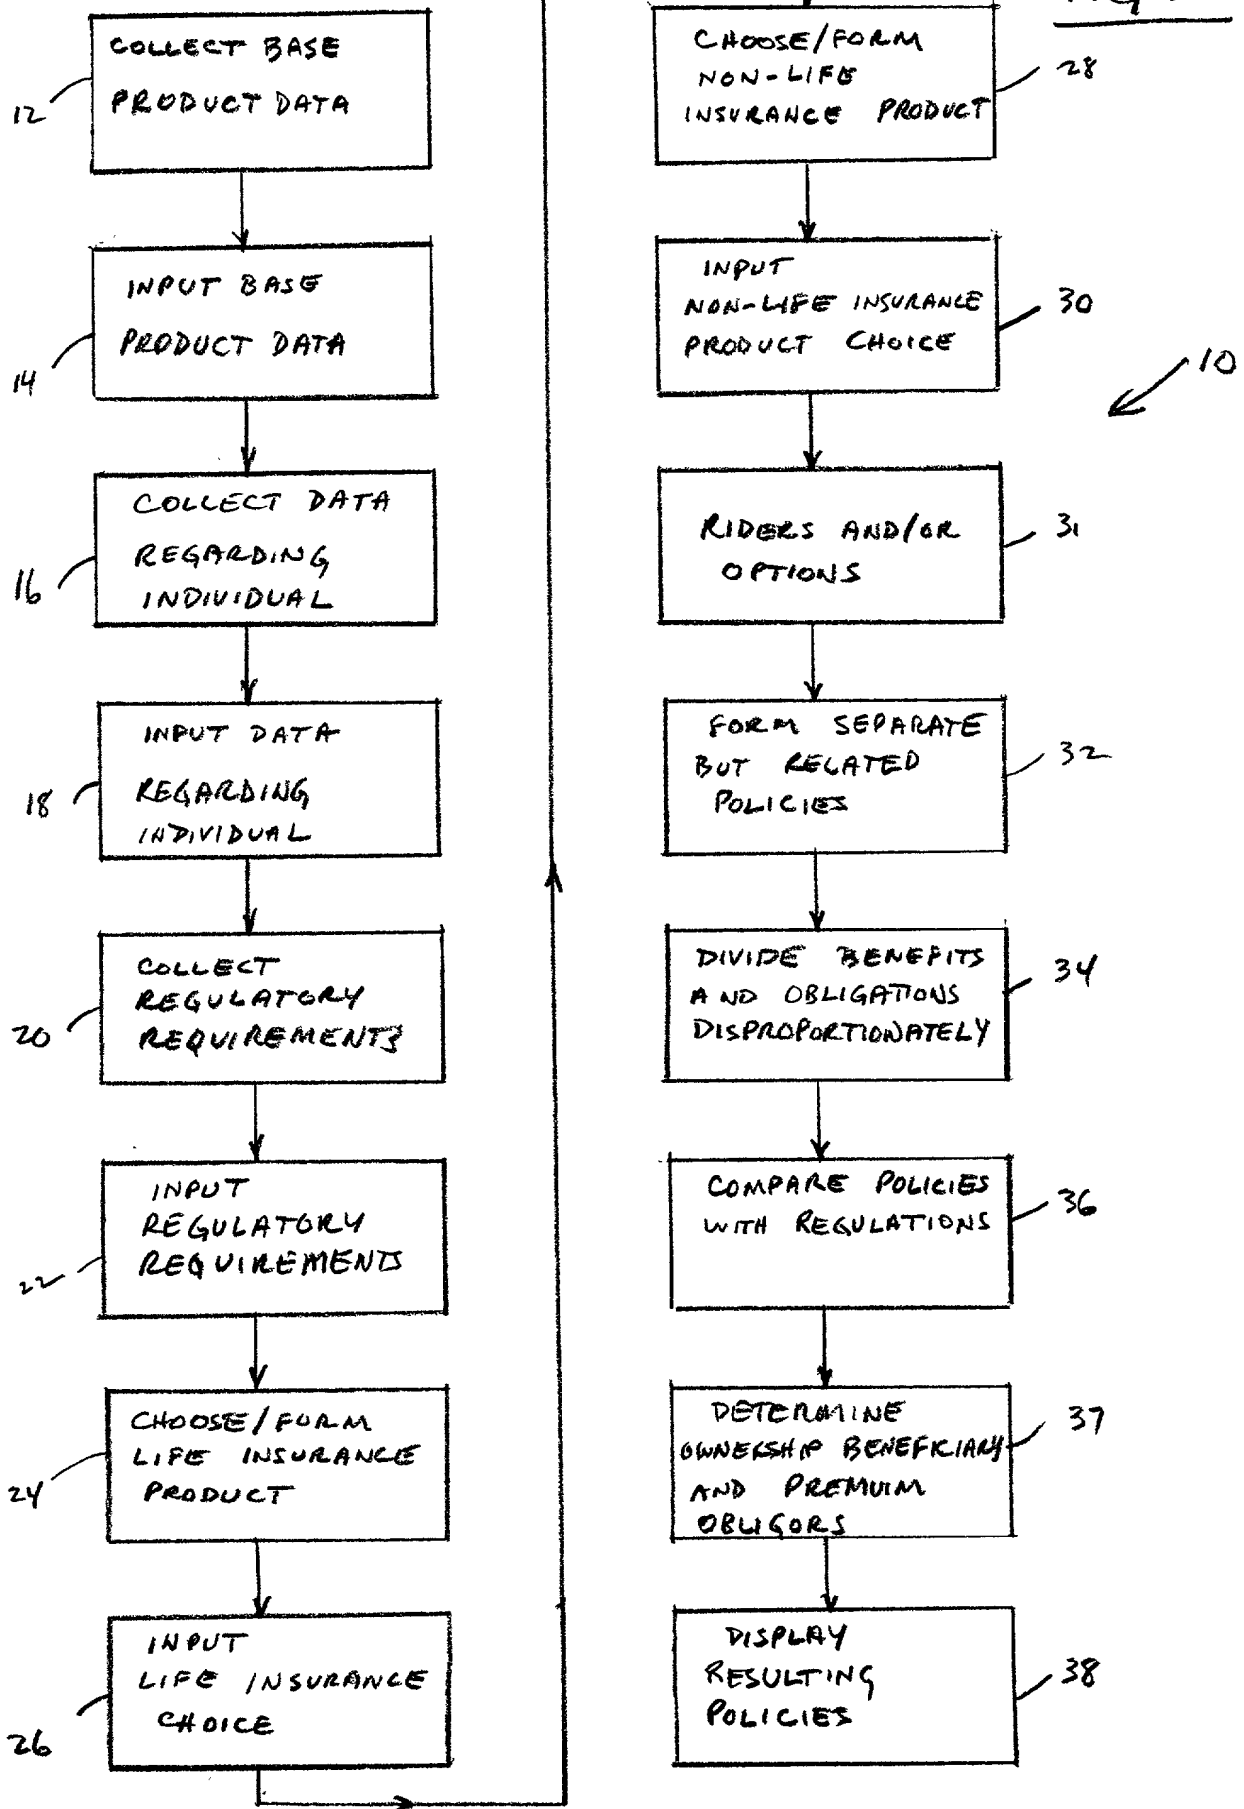 COLLECT BASE
PRODUCT DATA
12
INPUT BASE
PRODUCT DATA
14
COLLECT DATA
REGARDING
INDIVIDUAL
16
INPUT DATA
REGARDING
INDIVIDUAL
18
COLLECT
REGULATORY
REQUIREMENTS
20
INPUT
REGULATORY
REQUIREMENTS
22
CHOOSE/FORM
LIFE INSURANCE
PRODUCT
24
INPUT
LIFE INSURANCE
CHOICE
26
CHOOSE/FORM
NON-LIFE
INSURANCE PRODUCT
28
INPUT
NON-LIFE INSURANCE
PRODUCT CHOICE
30
10
RIDERS AND/OR
OPTIONS
31
FORM SEPARATE
BUT RELATED
POLICIES
32
DIVIDE BENEFITS
AND OBLIGATIONS
DISPROPORTIONATELY
34
COMPARE POLICIES
WITH REGULATIONS
36
DETERMINE
OWNERSHIP BENEFICIARY
AND PREMUIM
OBLIGORS
37
DISPLAY
RESULTING
POLICIES
38